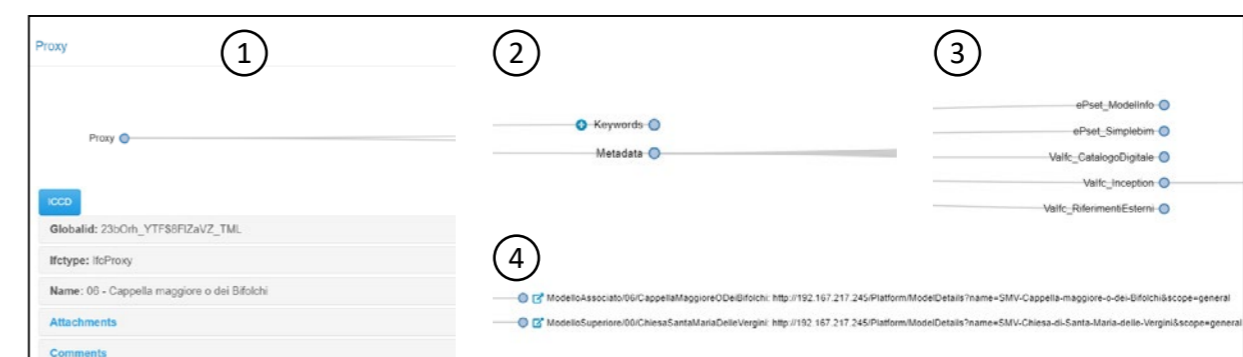 Proxy
1
Proxy
ICCD
Globalid: 23bOrh_YTFS8FlZaVZ_TML
Ifctype: IfcProxy
Name: 06 - Cappella maggiore o dei Bifolchi
Attachments
Comments
2
Keywords
Metadata
3
ePset_ModelInfo
ePset_Simplebim
ValIfc_CatalogoDigitale
ValIfc_Inception
ValIfc_RiferimentiEsterni
4
ModelloAssociato/06/CappellaMaggioreODeiBifolchi: http://192.167.217.245/Platform/ModelDetails?name=SMV-Cappella-maggiore-o-dei-Bifolchi&scope=general
ModelloSuperiore/00/ChiesaSantaMariaDelleVergini: http://192.167.217.245/Platform/ModelDetails?name=SMV-Chiesa-di-Santa-Maria-delle-Vergini&scope=general